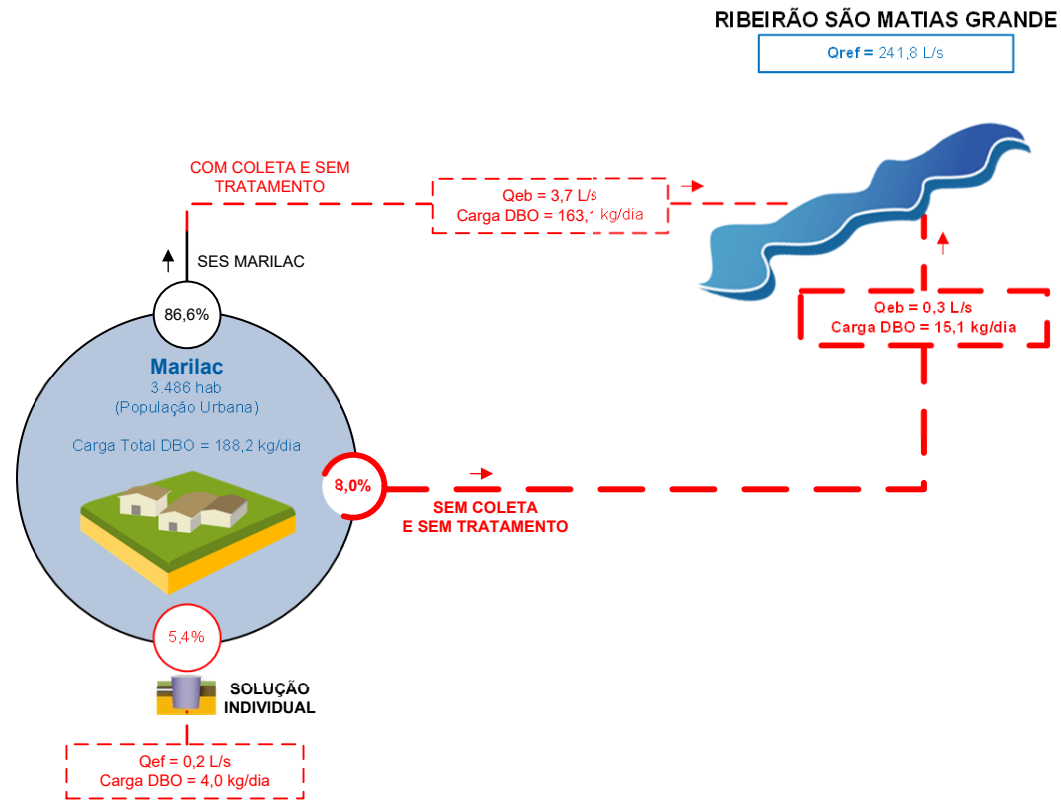 RIBEIRÃO SÃO MATIAS GRANDE
Qref = 241,8 L/s
COM COLETA E SEM
TRATAMENTO
Qeb = 3,7 L/s
Carga DBO = 163,1 kg/dia
SES MARILAC
86,6%
Qeb = 0,3 L/s
Carga DBO = 15,1 kg/dia
Marilac
3.486 hab
(População Urbana)
Carga Total DBO = 188,2 kg/dia
8,0%
SEM COLETA
E SEM TRATAMENTO
5,4%
SOLUÇÃO
INDIVIDUAL
Qef = 0,2 L/s
Carga DBO = 4,0 kg/dia